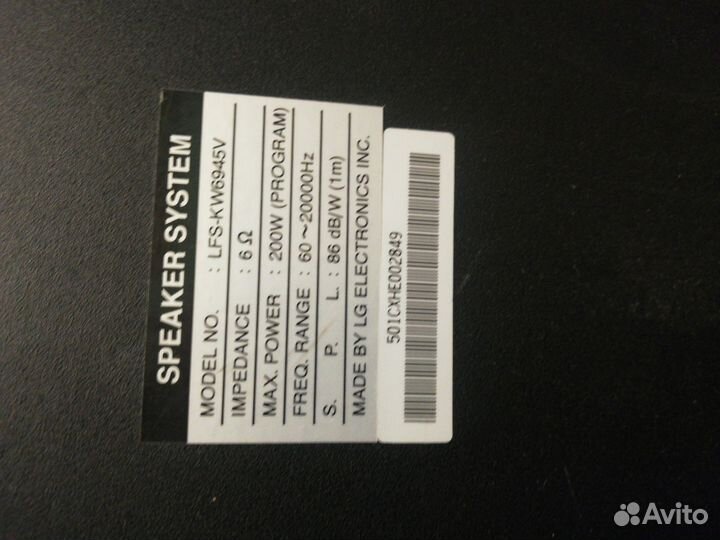 SPEAKER SYSTEM
MODEL NO. : LFS-KW6945V
IMPEDANCE : 6 Ω
MAX. POWER : 200W (PROGRAM)
FREQ. RANGE : 60 ~ 20000Hz
S. P. L. : 86 dB/W (1m)
MADE BY LG ELECTRONICS INC.
501CXHE002849
Avito